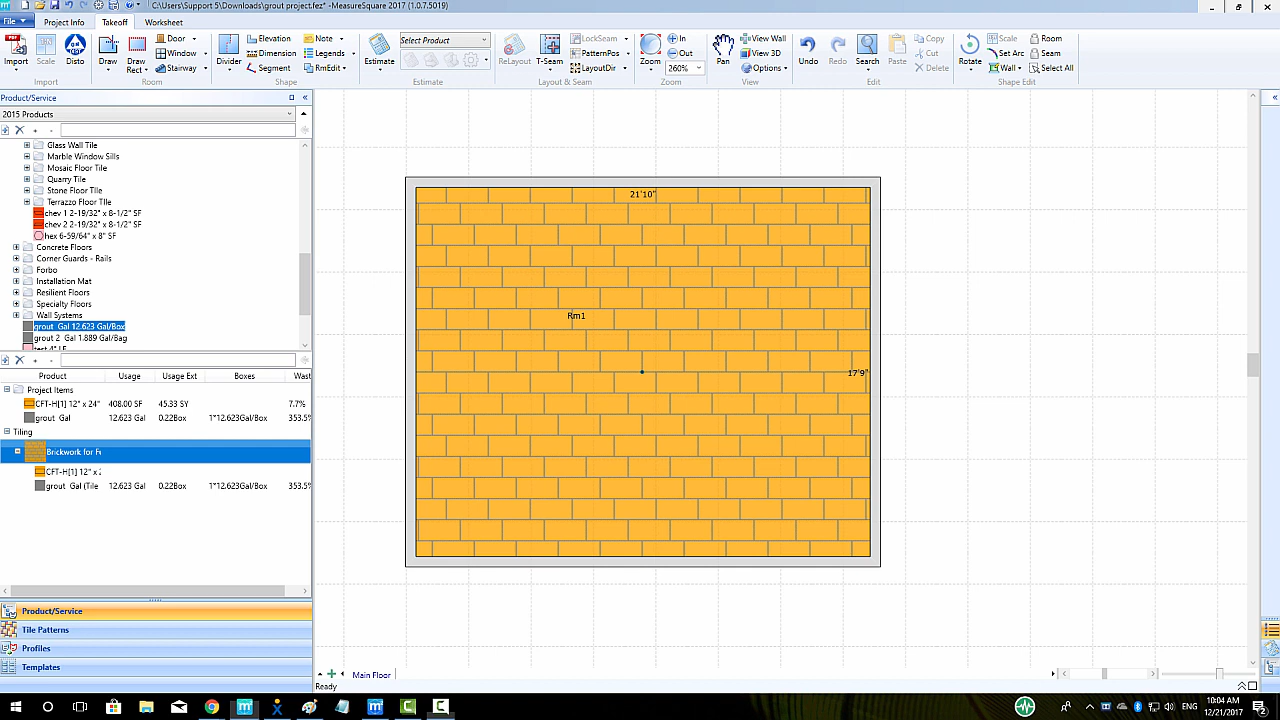 C:\Users\Support 5\Downloads\grout project.fez* -MeasureSquare 2017 (1.0.7.5019)
File Project Info Takeoff Worksheet
Door Elevation Note Select Product LockSeam In View Wall Copy Scale Room
Window Dimension Legends PatternPos Out View 3D Cut Set Arc Seam
Import Scale Disto Draw Draw Rect Stairway Divider Segment RmEdit Estimate ReLayout T-Seam LayoutDir Zoom 260% Pan Options Undo Redo Search Paste Delete Rotate Wall Select All
Import Room Shape Estimate Layout & Seam Zoom View Edit Shape Edit
Product/Service
2015 Products
Glass Wall Tile
Marble Window Sills
Mosaic Floor Tile
Quarry Tile
Stone Floor Tile
Terrazzo Floor Tile
chev 1 2-19/32" x 8-1/2" SF
chev 2 2-19/32" x 8-1/2" SF
hex 6-59/64" x 8" SF
Concrete Floors
Corner Guards - Rails
Forbo
Installation Mat
Resilient Floors
Specialty Floors
Wall Systems
grout Gal 12.623 Gal/Box
grout 2 Gal 1.889 Gal/Bag
test 4" LF
Product Usage Usage Ext Boxes Wast
Project Items
CFT-H[1] 12" x 24" 408.00 SF 45.33 SY 7.7%
grout Gal 12.623 Gal 0.22Box 1*12.623Gal/Box 353.5%
Tiling
Brickwork for F
CFT-H[1] 12" x 2
grout Gal (Tile 12.623 Gal 0.22Box 1*12.623Gal/Box 353.5%
Product/Service
Tile Patterns
Profiles
Templates
21'10"
Rm1
17'9"
Main Floor
Ready
ENG
10:04 AM
12/21/2017
2